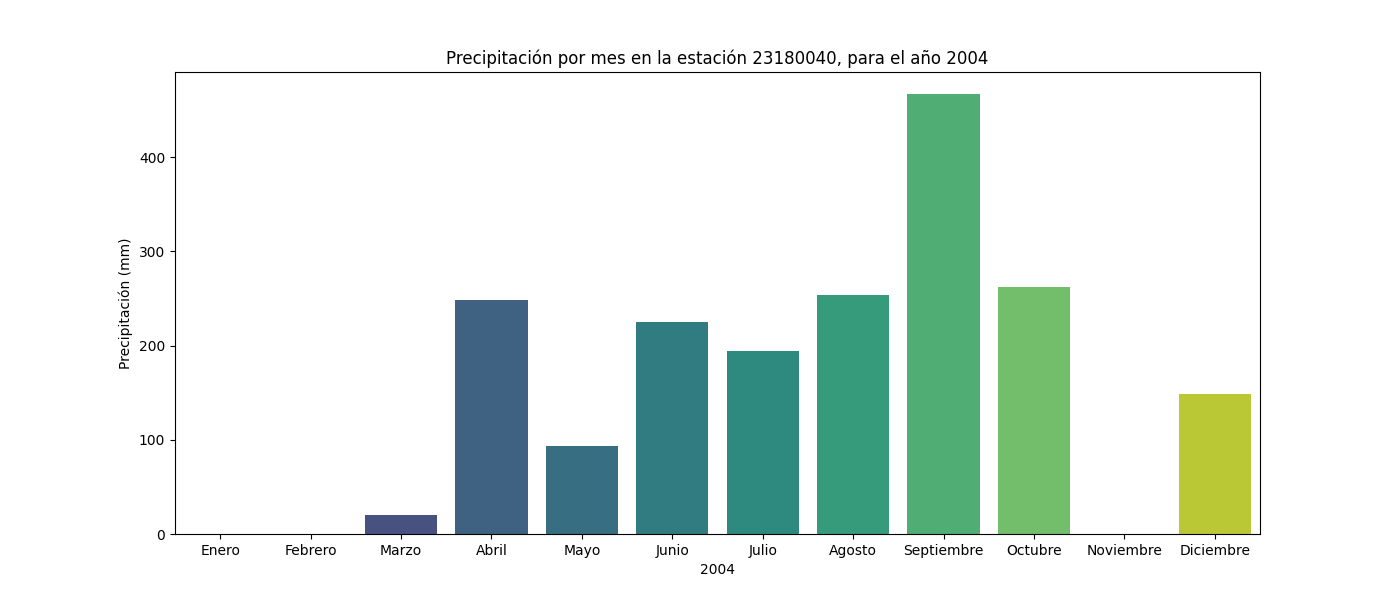 Precipitación por mes en la estación 23180040, para el año 2004
Precipitación (mm)
400
300
200
100
0
Enero Febrero Marzo Abril Mayo Junio Julio Agosto Septiembre Octubre Noviembre Diciembre
2004